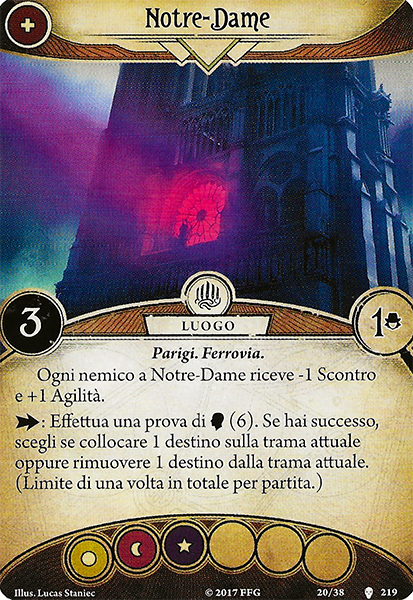 Notre-Dame
3
LUOGO
1
Parigi. Ferrovia.
Ogni nemico a Notre-Dame riceve -1 Scontro
e +1 Agilità.
: Effettua una prova di (6). Se hai successo,
scegli se collocare 1 destino sulla trama attuale
oppure rimuovere 1 destino dalla trama attuale.
(Limite di una volta in totale per partita.)
Illus. Lucas Staniec
© 2017 FFG
20/38
219